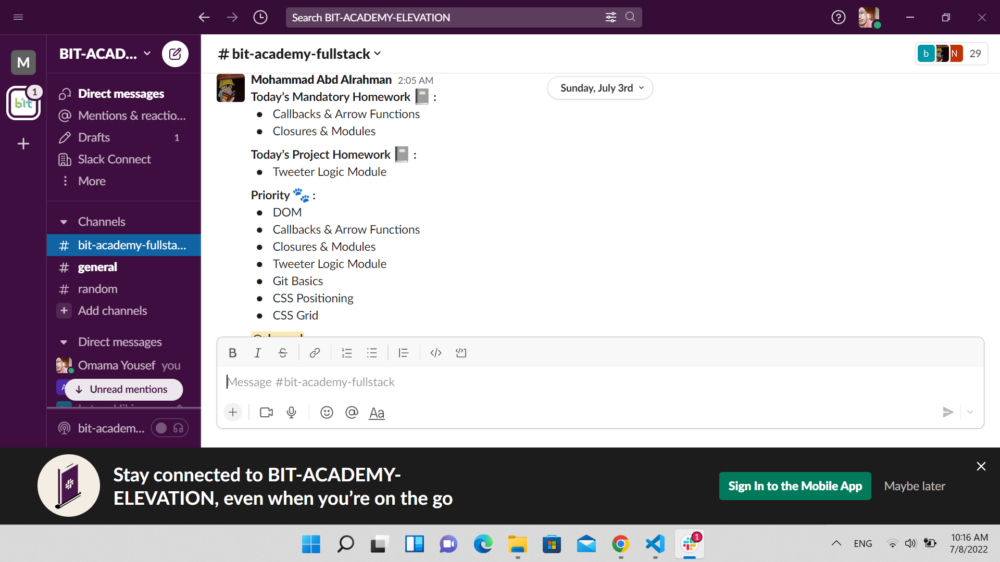 Search BIT-ACADEMY-ELEVATION
M
bit
1
BIT-ACAD...
Direct messages
Mentions & reactio...
Drafts 1
Slack Connect
More
Channels
# bit-academy-fullsta...
# general
# random
+ Add channels
Direct messages
Omama Yousef you
A
Unread mentions
bit-academ...
# bit-academy-fullstack
b N 29
Sunday, July 3rd
Mohammad Abd Alrahman 2:05 AM
Today’s Mandatory Homework :
• Callbacks & Arrow Functions
• Closures & Modules
Today’s Project Homework :
• Tweeter Logic Module
Priority :
• DOM
• Callbacks & Arrow Functions
• Closures & Modules
• Tweeter Logic Module
• Git Basics
• CSS Positioning
• CSS Grid
B I S
Message #bit-academy-fullstack
Aa
Stay connected to BIT-ACADEMY-
ELEVATION, even when you’re on the go
Sign In to the Mobile App
Maybe later
1
ENG
10:16 AM
7/8/2022